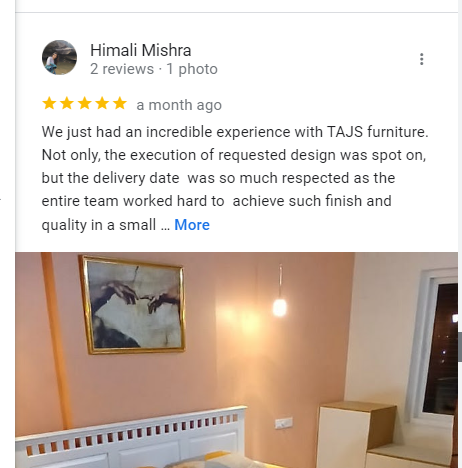 Himali Mishra
2 reviews · 1 photo
a month ago
We just had an incredible experience with TAJS furniture.
Not only, the execution of requested design was spot on,
but the delivery date  was so much respected as the
entire team worked hard to  achieve such finish and
quality in a small ... More